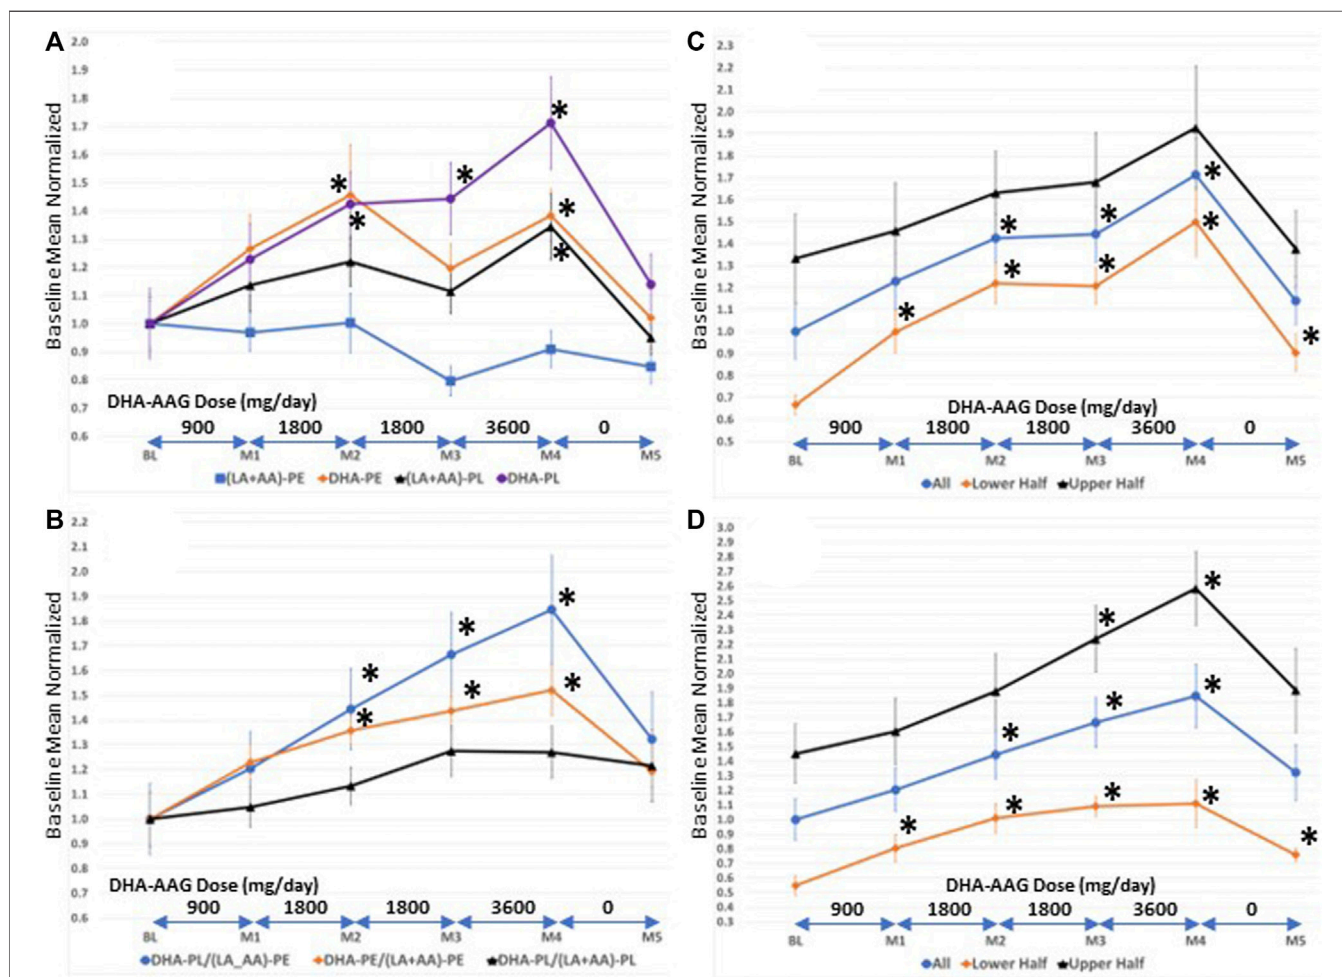 A
Baseline Mean Normalized
2.0
1.9
1.8
1.7
1.6
1.5
1.4
1.3
1.2
1.1
1.0
0.9
0.8
0.7
0.6
* * * * * *
DHA-AAG Dose (mg/day)
900 1800 1800 3600 0
BL M1 M2 M3 M4 M5
(LA+AA)-PE DHA-PE (LA+AA)-PL DHA-PL
B
Baseline Mean Normalized
2.2
2.1
2.0
1.9
1.8
1.7
1.6
1.5
1.4
1.3
1.2
1.1
1.0
0.9
0.8
0.7
0.6
* * * * * *
DHA-AAG Dose (mg/day)
900 1800 1800 3600 0
BL M1 M2 M3 M4 M5
DHA-PL/(LA_AA)-PE DHA-PE/(LA+AA)-PE DHA-PL/(LA+AA)-PL
C
Baseline Mean Normalized
2.3
2.2
2.1
2.0
1.9
1.8
1.7
1.6
1.5
1.4
1.3
1.2
1.1
1.0
0.9
0.8
0.7
0.6
0.5
* * * * * * * *
DHA-AAG Dose (mg/day)
900 1800 1800 3600 0
BL M1 M2 M3 M4 M5
All Lower Half Upper Half
D
Baseline Mean Normalized
3.0
2.9
2.8
2.7
2.6
2.5
2.4
2.3
2.2
2.1
2.0
1.9
1.8
1.7
1.6
1.5
1.4
1.3
1.2
1.1
1.0
0.9
0.8
0.7
0.6
0.5
0.4
0.3
* * * * * * * * * *
DHA-AAG Dose (mg/day)
900 1800 1800 3600 0
BL M1 M2 M3 M4 M5
All Lower Half Upper Half